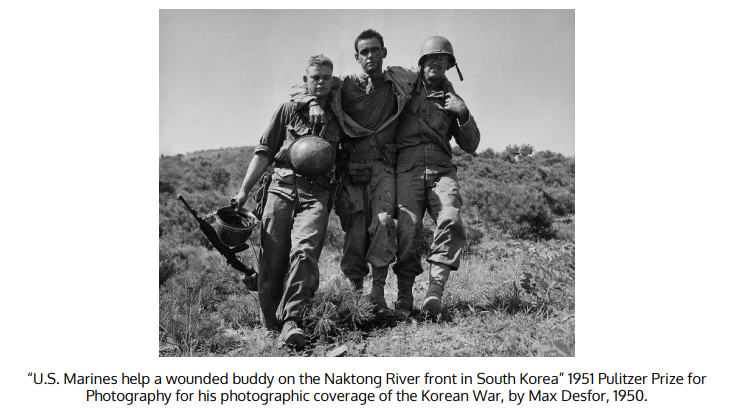 “U.S. Marines help a wounded buddy on the Naktong River front in South Korea” 1951 Pulitzer Prize for
Photography for his photographic coverage of the Korean War, by Max Desfor, 1950.